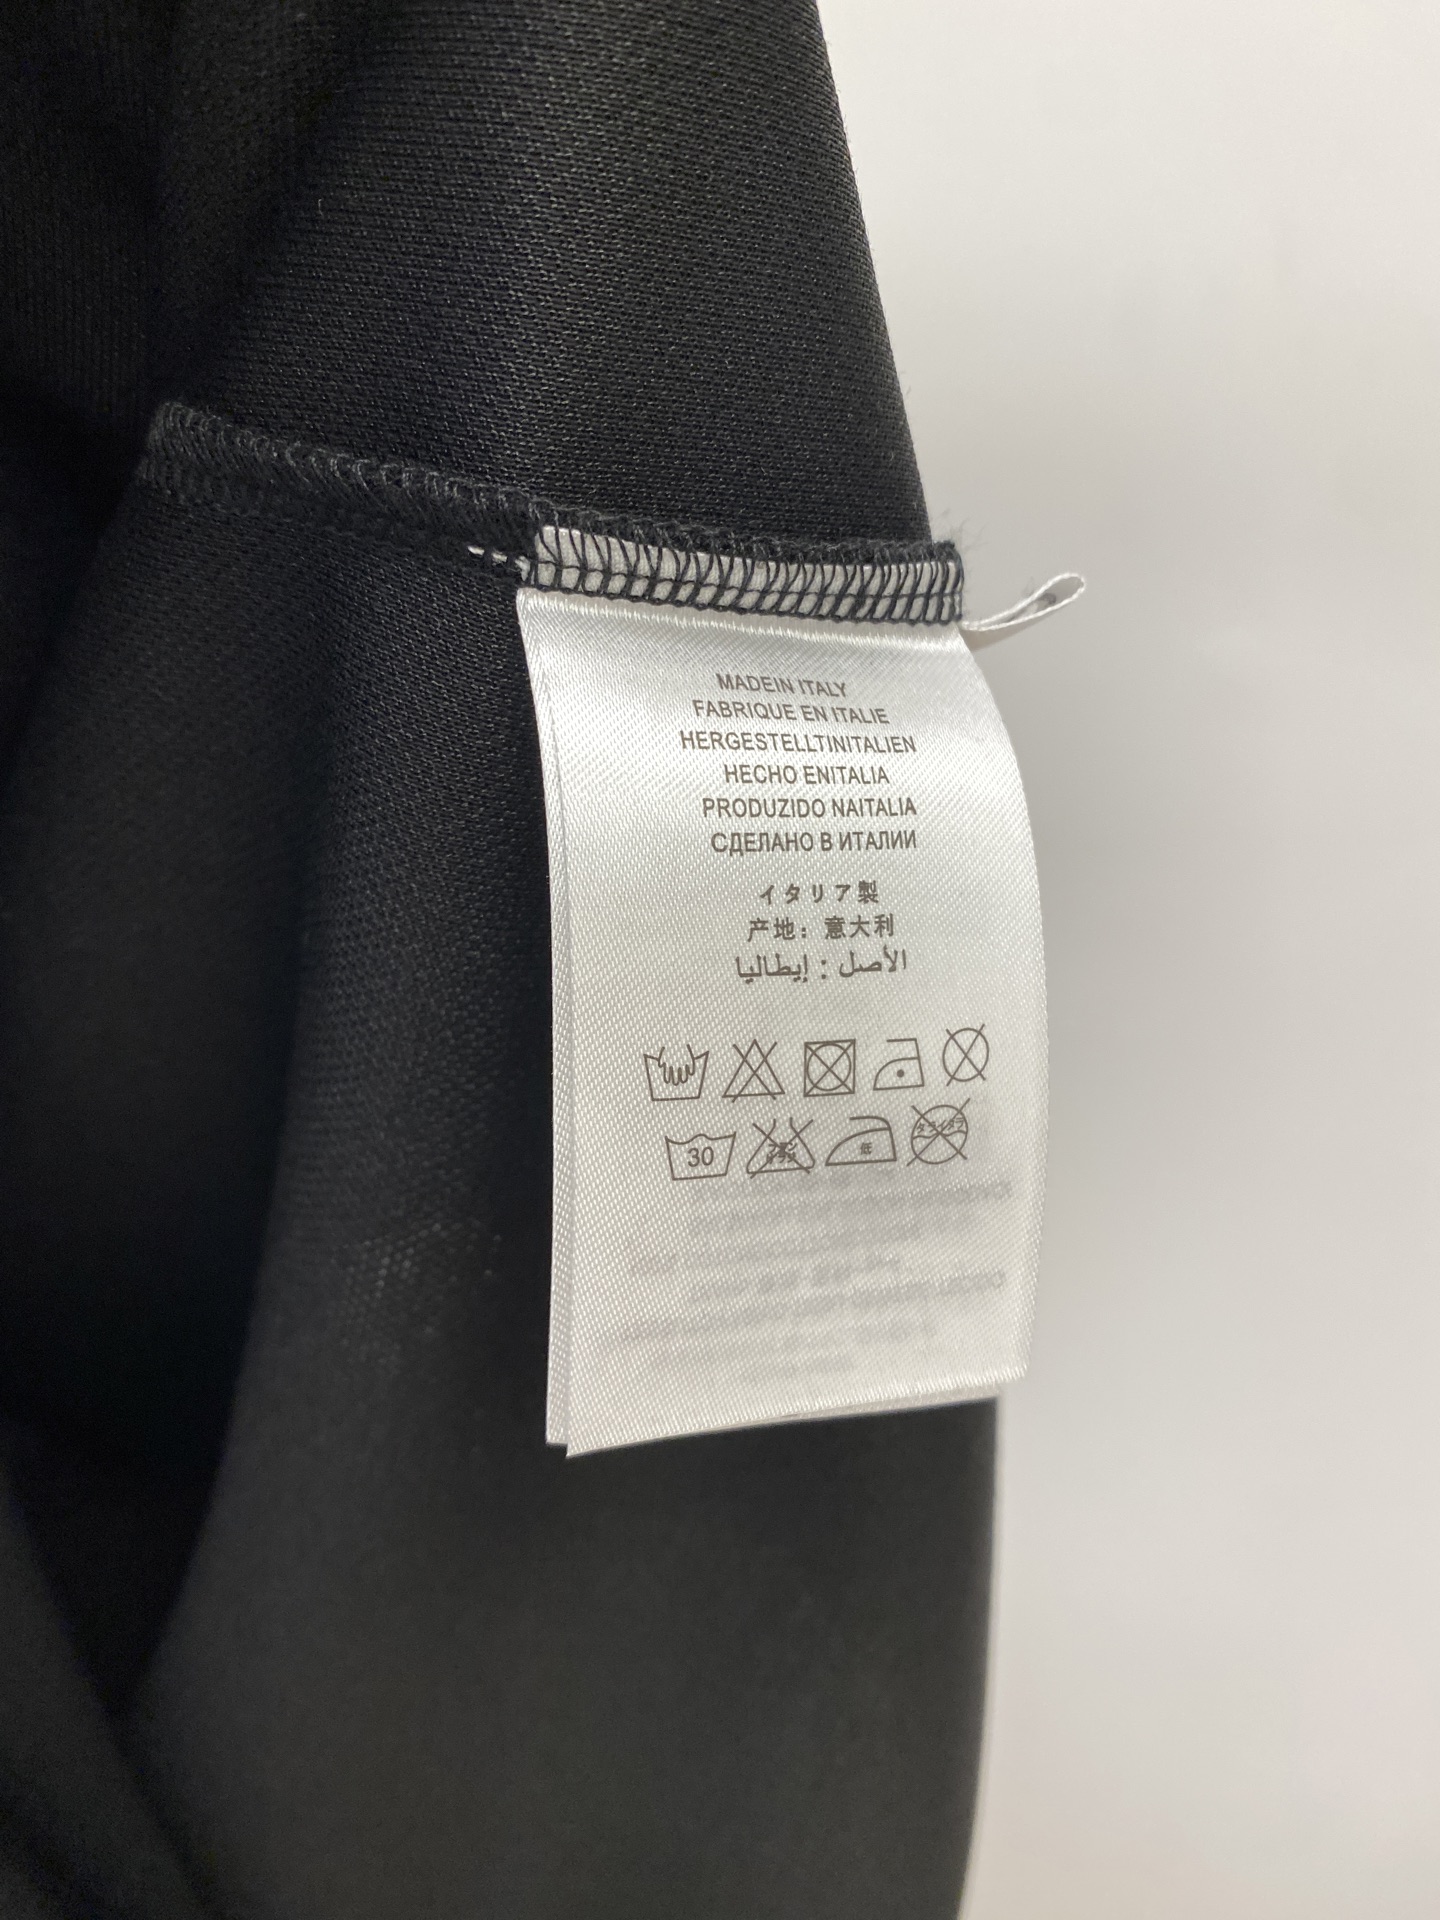 MADEIN ITALY
FABRIQUE EN ITALIE
HERGESTELLTINITALIEN
HECHO ENITALIA
PRODUZIDO NAITALIA
СДЕЛАНО В ИТАЛИИ
イタリア製
产地：意大利
الأصل : إيطاليا
30 低